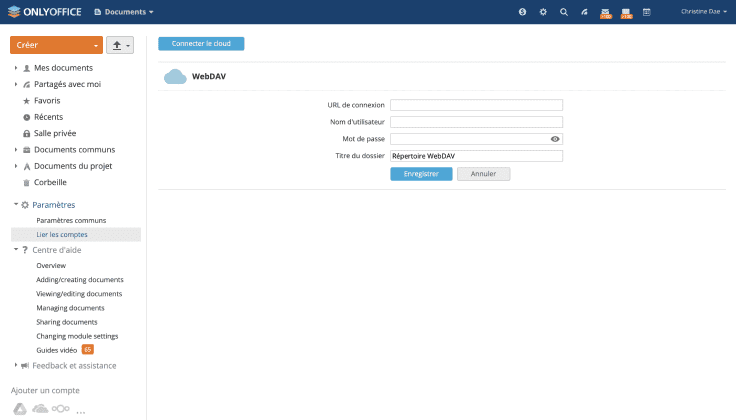 ONLYOFFICE Documents >100 >100 Christine Dae
Créer
Connecter le cloud
Mes documents
Partagés avec moi
Favoris
Récents
Salle privée
Documents communs
Documents du projet
Corbeille
Paramètres
Paramètres communs
Lier les comptes
Centre d'aide
Overview
Adding/creating documents
Viewing/editing documents
Managing documents
Sharing documents
Changing module settings
Guides vidéo 65
Feedback et assistance
Ajouter un compte
...
WebDAV
URL de connexion
Nom d'utilisateur
Mot de passe
Titre du dossier Répertoire WebDAV
Enregistrer Annuler